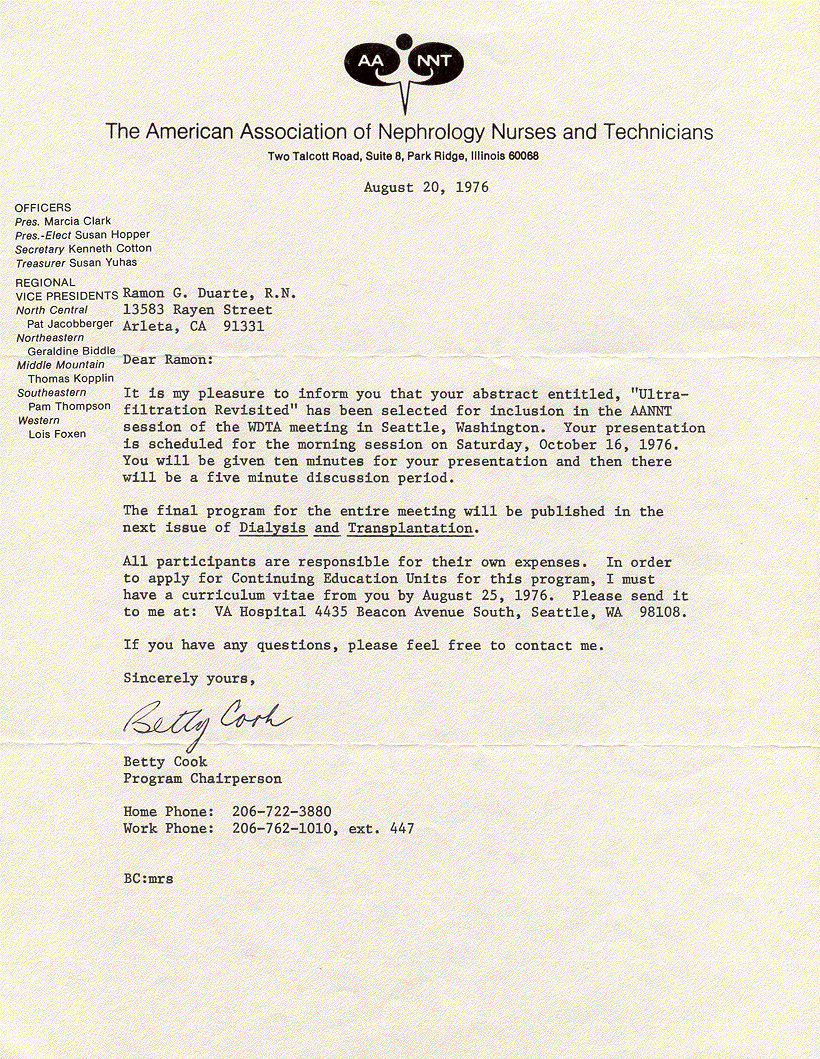 AA NNT
The American Association of Nephrology Nurses and Technicians
Two Talcott Road, Suite 8, Park Ridge, Illinois 60068
August 20, 1976
OFFICERS
Pres. Marcia Clark
Pres.-Elect Susan Hopper
Secretary Kenneth Cotton
Treasurer Susan Yuhas
REGIONAL
VICE PRESIDENTS
North Central
Pat Jacobberger
Northeastern
Geraldine Biddle
Middle Mountain
Thomas Kopplin
Southeastern
Pam Thompson
Western
Lois Foxen
Ramon G. Duarte, R.N.
13583 Rayen Street
Arleta, CA 91331
Dear Ramon:
It is my pleasure to inform you that your abstract entitled, "Ultra-
filtration Revisited" has been selected for inclusion in the AANNT
session of the WDTA meeting in Seattle, Washington. Your presentation
is scheduled for the morning session on Saturday, October 16, 1976.
You will be given ten minutes for your presentation and then there
will be a five minute discussion period.
The final program for the entire meeting will be published in the
next issue of Dialysis and Transplantation.
All participants are responsible for their own expenses. In order
to apply for Continuing Education Units for this program, I must
have a curriculum vitae from you by August 25, 1976. Please send it
to me at: VA Hospital 4435 Beacon Avenue South, Seattle, WA 98108.
If you have any questions, please feel free to contact me.
Sincerely yours,
Betty Cook
Betty Cook
Program Chairperson
Home Phone: 206-722-3880
Work Phone: 206-762-1010, ext. 447
BC:mrs